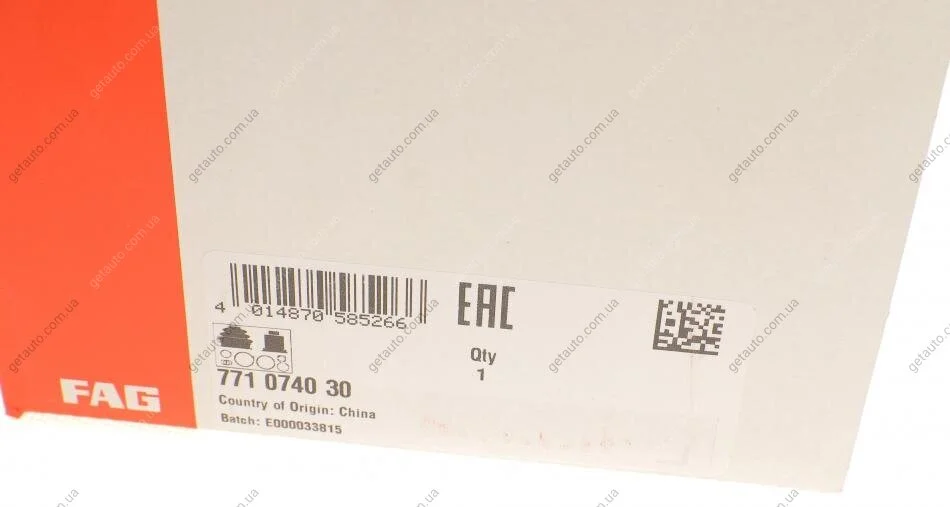 4 014870 585266
EAC
Qty
1
771 0740 30
Country of Origin: China
Batch: E000033815
FAG
getauto.com.ua